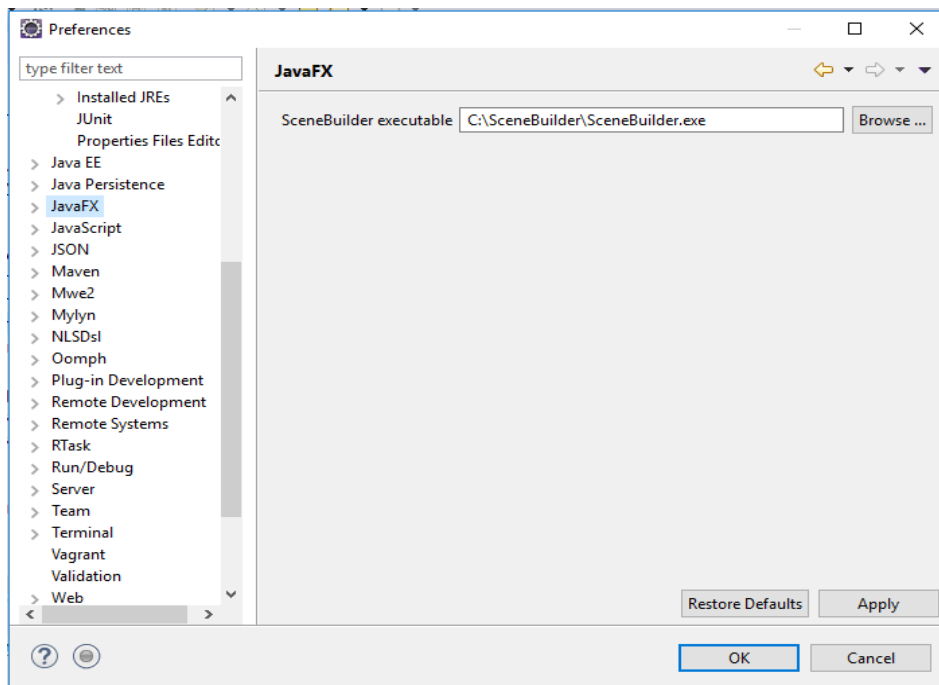 Preferences
type filter text
Installed JREs
JUnit
Properties Files Editc
Java EE
Java Persistence
JavaFX
JavaScript
JSON
Maven
Mwe2
Mylyn
NLSDsl
Oomph
Plug-in Development
Remote Development
Remote Systems
RTask
Run/Debug
Server
Team
Terminal
Vagrant
Validation
Web
JavaFX
SceneBuilder executable C:\SceneBuilder\SceneBuilder.exe Browse ...
Restore Defaults Apply
OK Cancel